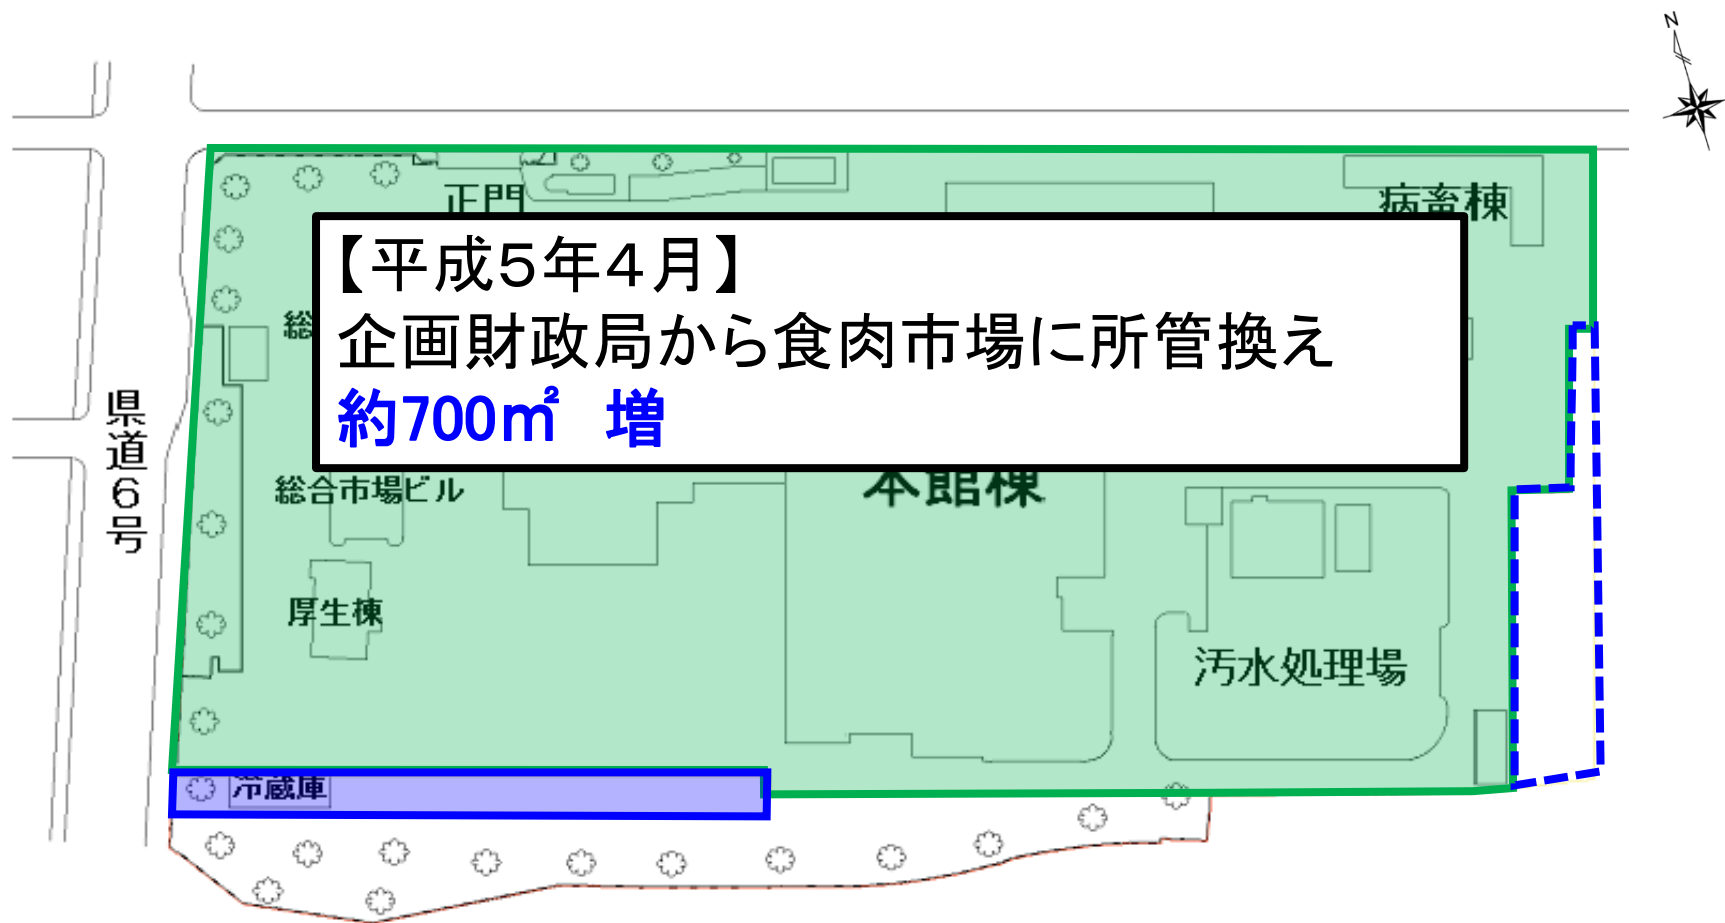 N
正門
病畜棟
【平成５年４月】
企画財政局から食肉市場に所管換え
約700㎡　増
総
県道６号
総合市場ビル
本館棟
厚生棟
汚水処理場
冷蔵庫